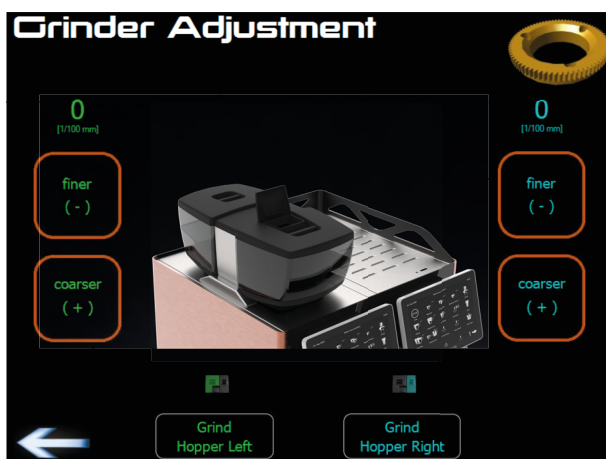 Grinder Adjustment
0
[1/100 mm]
finer
( - )
coarser
( + )
0
[1/100 mm]
finer
( - )
coarser
( + )
Grind
Hopper Left
Grind
Hopper Right